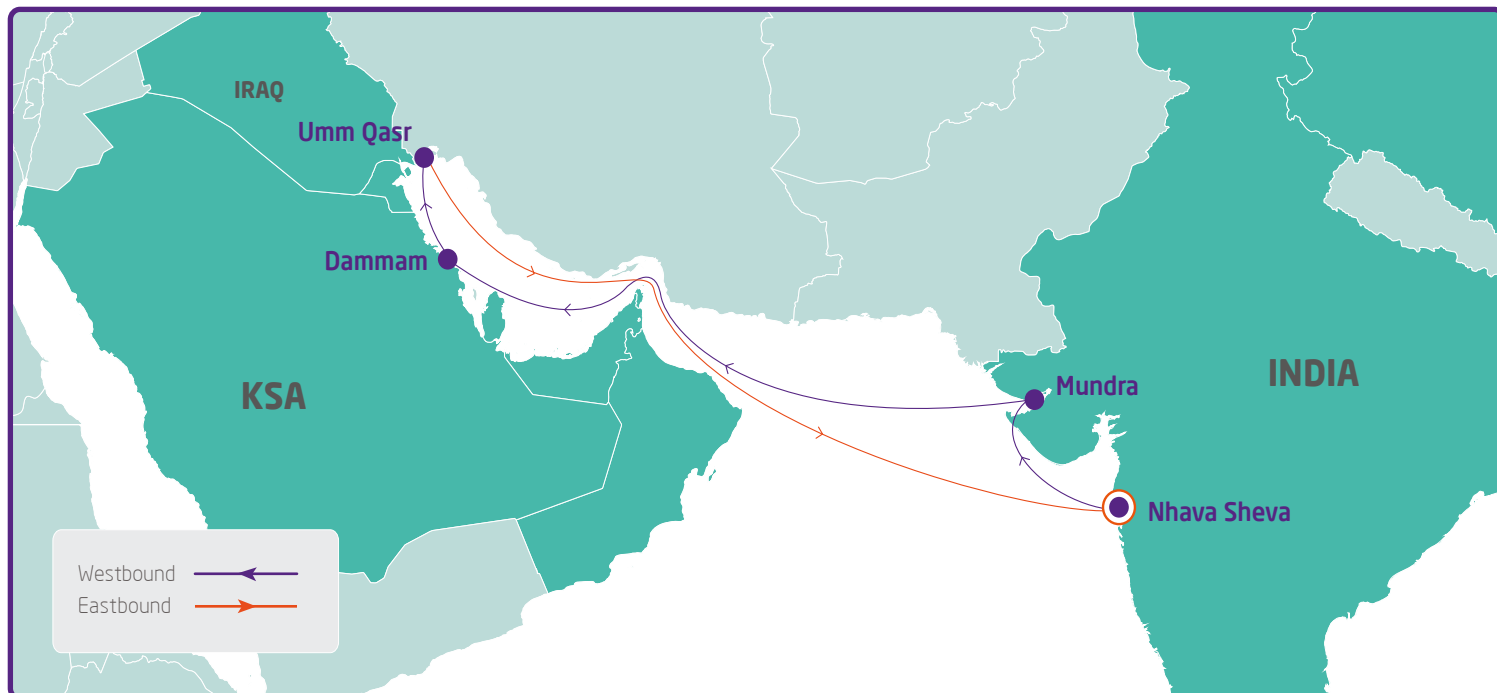 IRAQ
Umm Qasr
Dammam
KSA
INDIA
Mundra
Nhava Sheva
Westbound
Eastbound